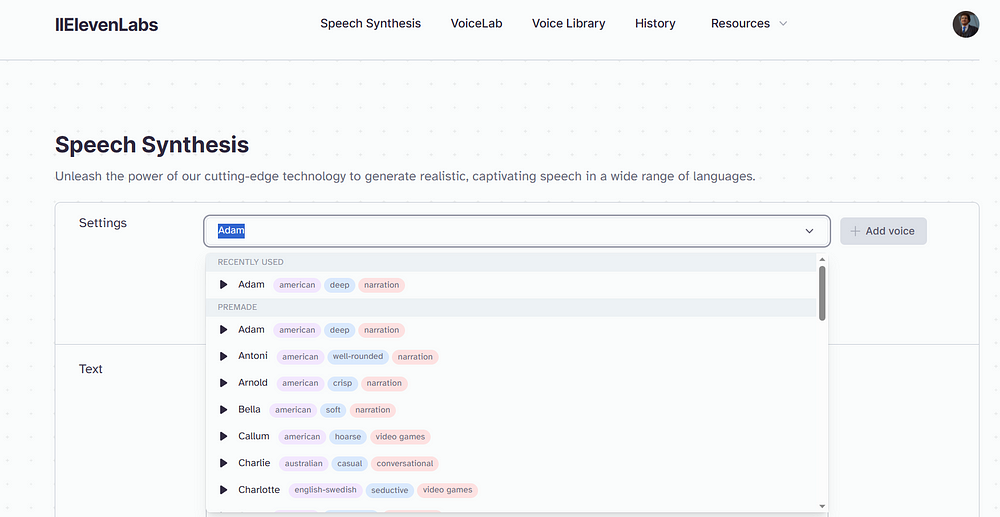 IIElevenLabs Speech Synthesis VoiceLab Voice Library History Resources
Speech Synthesis
Unleash the power of our cutting-edge technology to generate realistic, captivating speech in a wide range of languages.
Settings Adam + Add voice
RECENTLY USED
Adam american deep narration
PREMADE
Adam american deep narration
Text
Antoni american well-rounded narration
Arnold american crisp narration
Bella american soft narration
Callum american hoarse video games
Charlie australian casual conversational
Charlotte english-swedish seductive video games